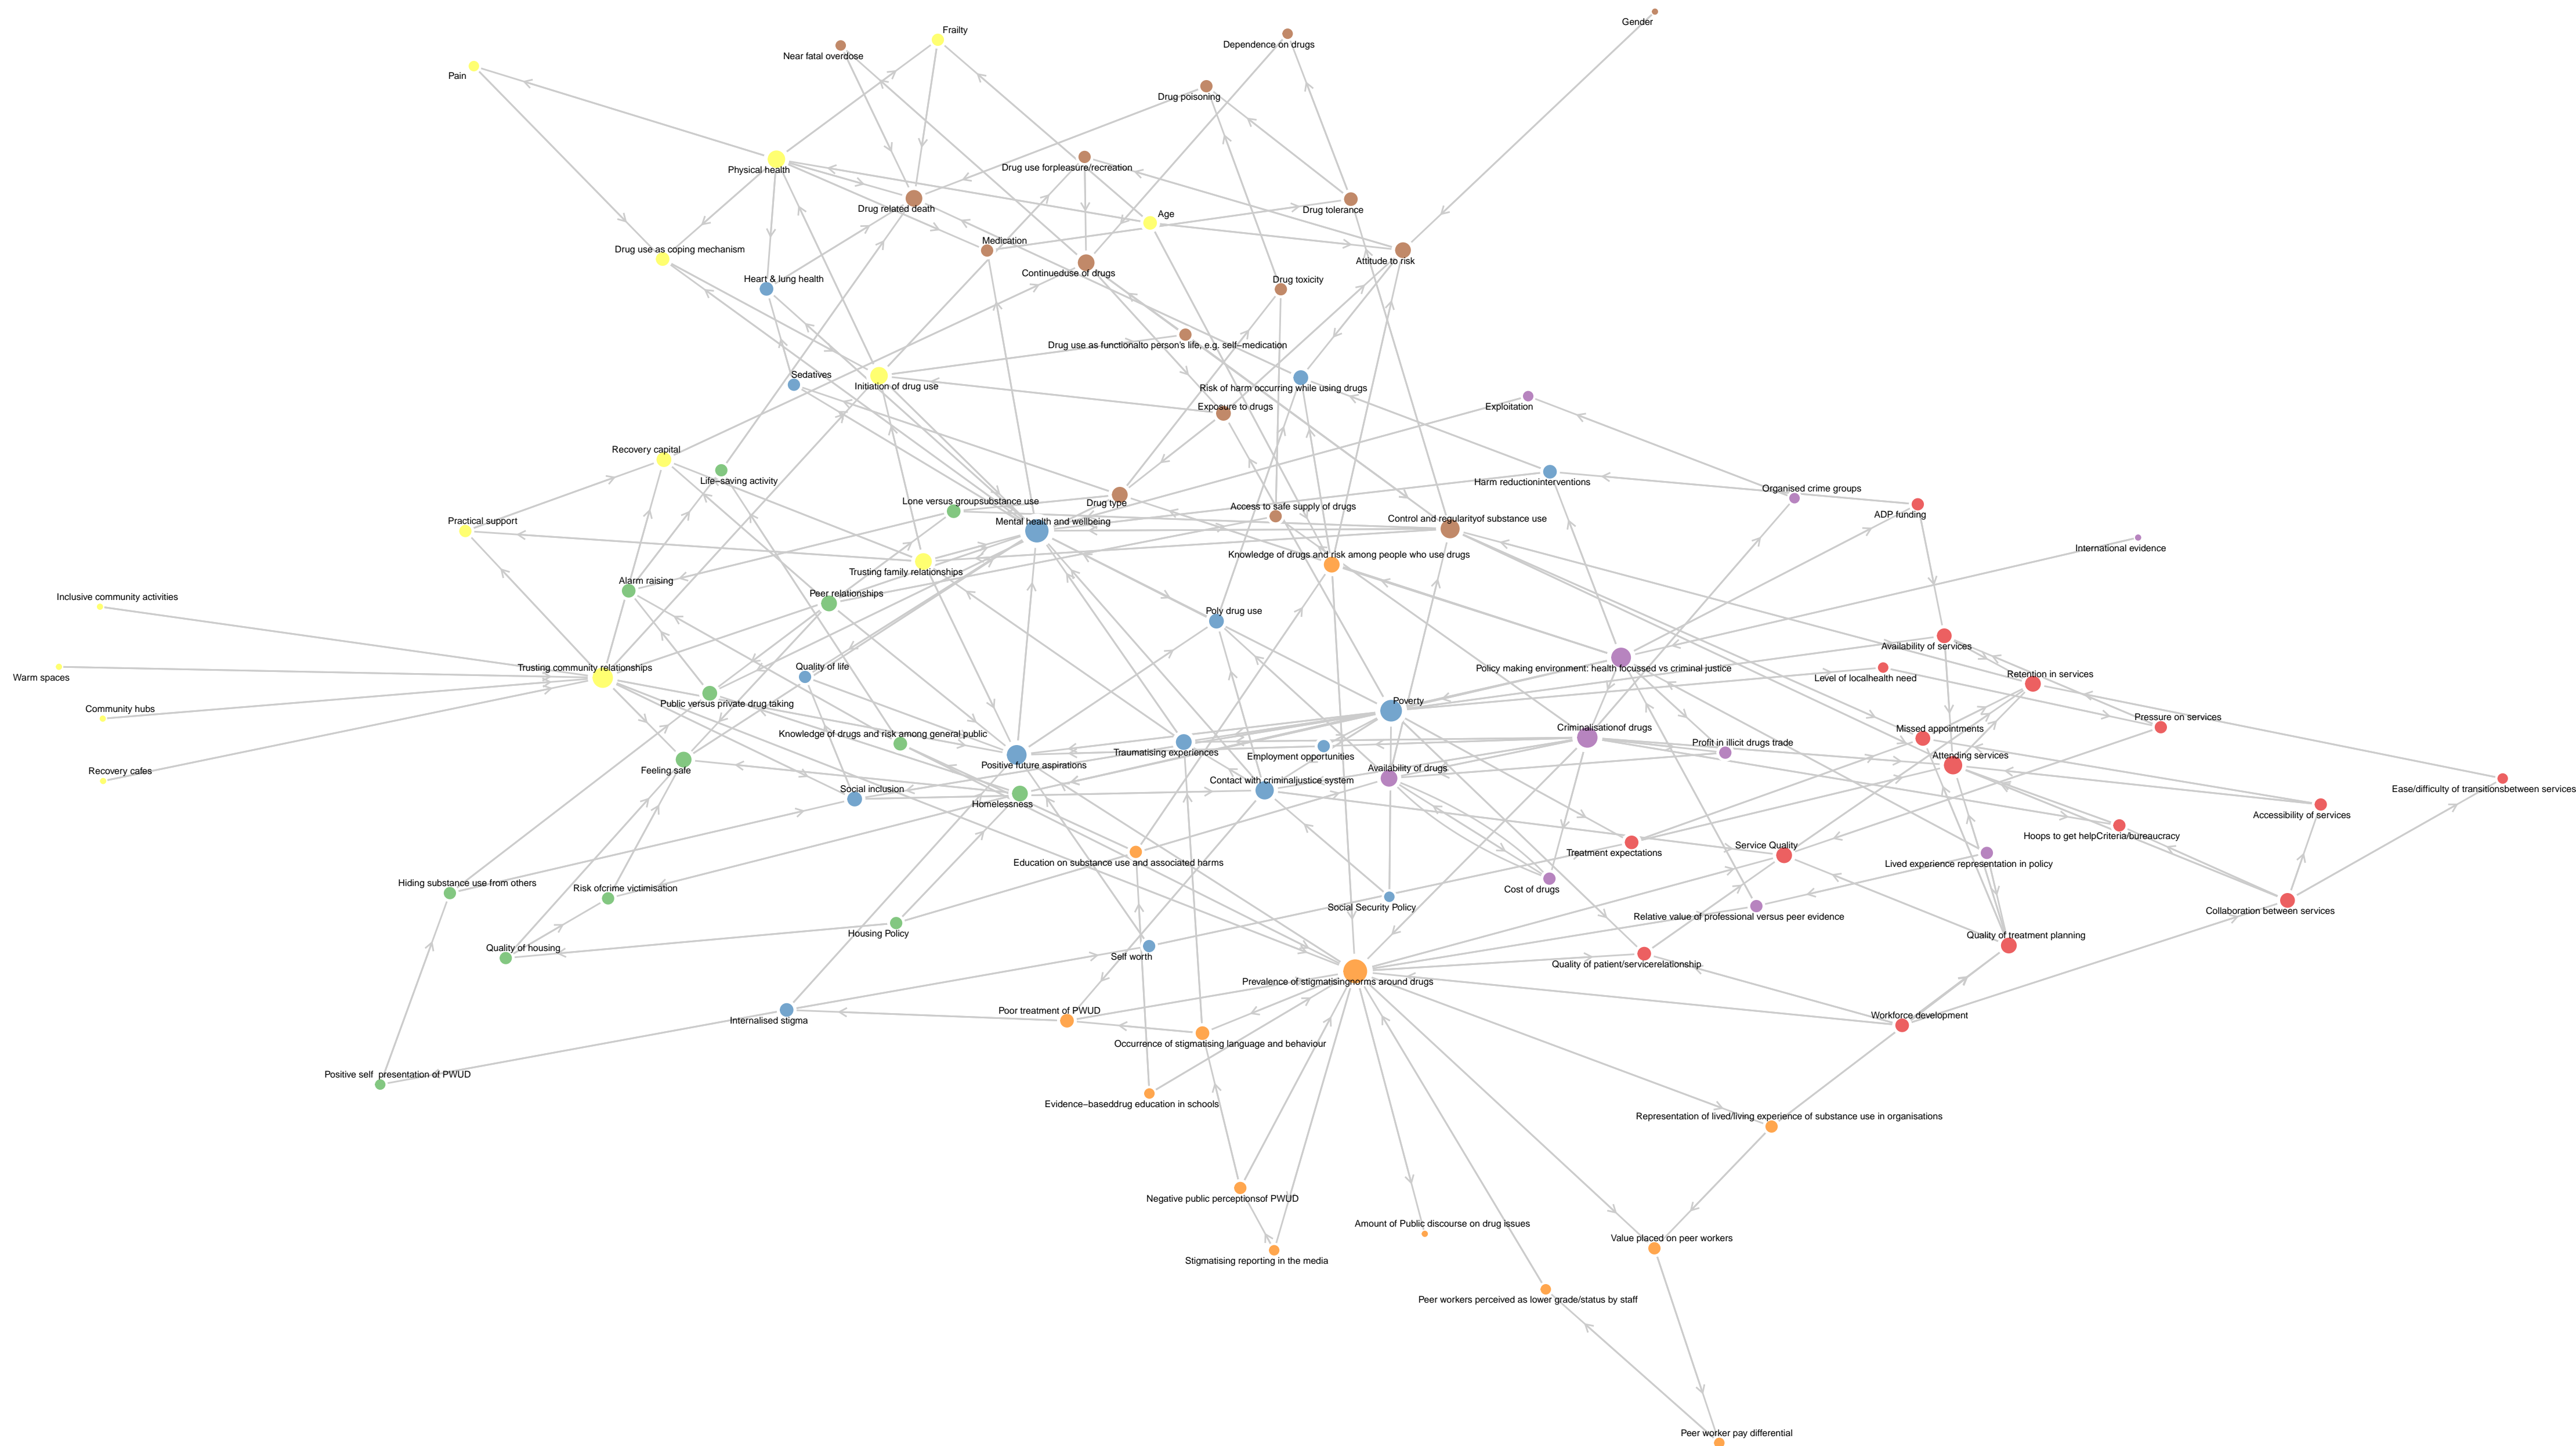 Gender
Frailty
Dependence on drugs
Near fatal overdose
Pain
Drug poisoning
Drug use forpleasure/recreation
Physical health
Drug related death
Drug tolerance
Age
Medication
Drug use as coping mechanism
Attitude to risk
Continueduse of drugs
Heart & lung health
Drug toxicity
Drug use as functionalto person's life, e.g. self−medication
Sedatives
Initiation of drug use
Risk of harm occurring while using drugs
Exposure to drugs
Exploitation
Recovery capital
Life−saving activity
Harm reductioninterventions
Organised crime groups
Lone versus groupsubstance use
Drug type
Access to safe supply of drugs
ADP funding
Practical support
Mental health and wellbeing
Control and regularityof substance use
International evidence
Knowledge of drugs and risk among people who use drugs
Trusting family relationships
Alarm raising
Peer relationships
Inclusive community activities
Poly drug use
Availability of services
Trusting community relationships
Quality of life
Policy making environment: health focussed vs criminal justice
Warm spaces
Level of localhealth need
Retention in services
Public versus private drug taking
Poverty
Community hubs
Pressure on services
Knowledge of drugs and risk among general public
Criminalisationof drugs
Missed appointments
Profit in illicit drugs trade
Traumatising experiences
Employment opportunities
Attending services
Positive future aspirations
Availability of drugs
Recovery cafes
Feeling safe
Contact with criminaljustice system
Ease/difficulty of transitionsbetween services
Social inclusion
Homelessness
Accessibility of services
Hoops to get helpCriteria/bureaucracy
Education on substance use and associated harms
Treatment expectations
Service Quality
Lived experience representation in policy
Hiding substance use from others
Risk ofcrime victimisation
Cost of drugs
Social Security Policy
Relative value of professional versus peer evidence
Collaboration between services
Housing Policy
Quality of treatment planning
Quality of housing
Self worth
Quality of patient/servicerelationship
Prevalence of stigmatisingnorms around drugs
Poor treatment of PWUD
Internalised stigma
Workforce development
Occurrence of stigmatising language and behaviour
Positive self presentation of PWUD
Evidence−baseddrug education in schools
Representation of lived/living experience of substance use in organisations
Negative public perceptionsof PWUD
Amount of Public discourse on drug issues
Value placed on peer workers
Stigmatising reporting in the media
Peer workers perceived as lower grade/status by staff
Peer worker pay differential